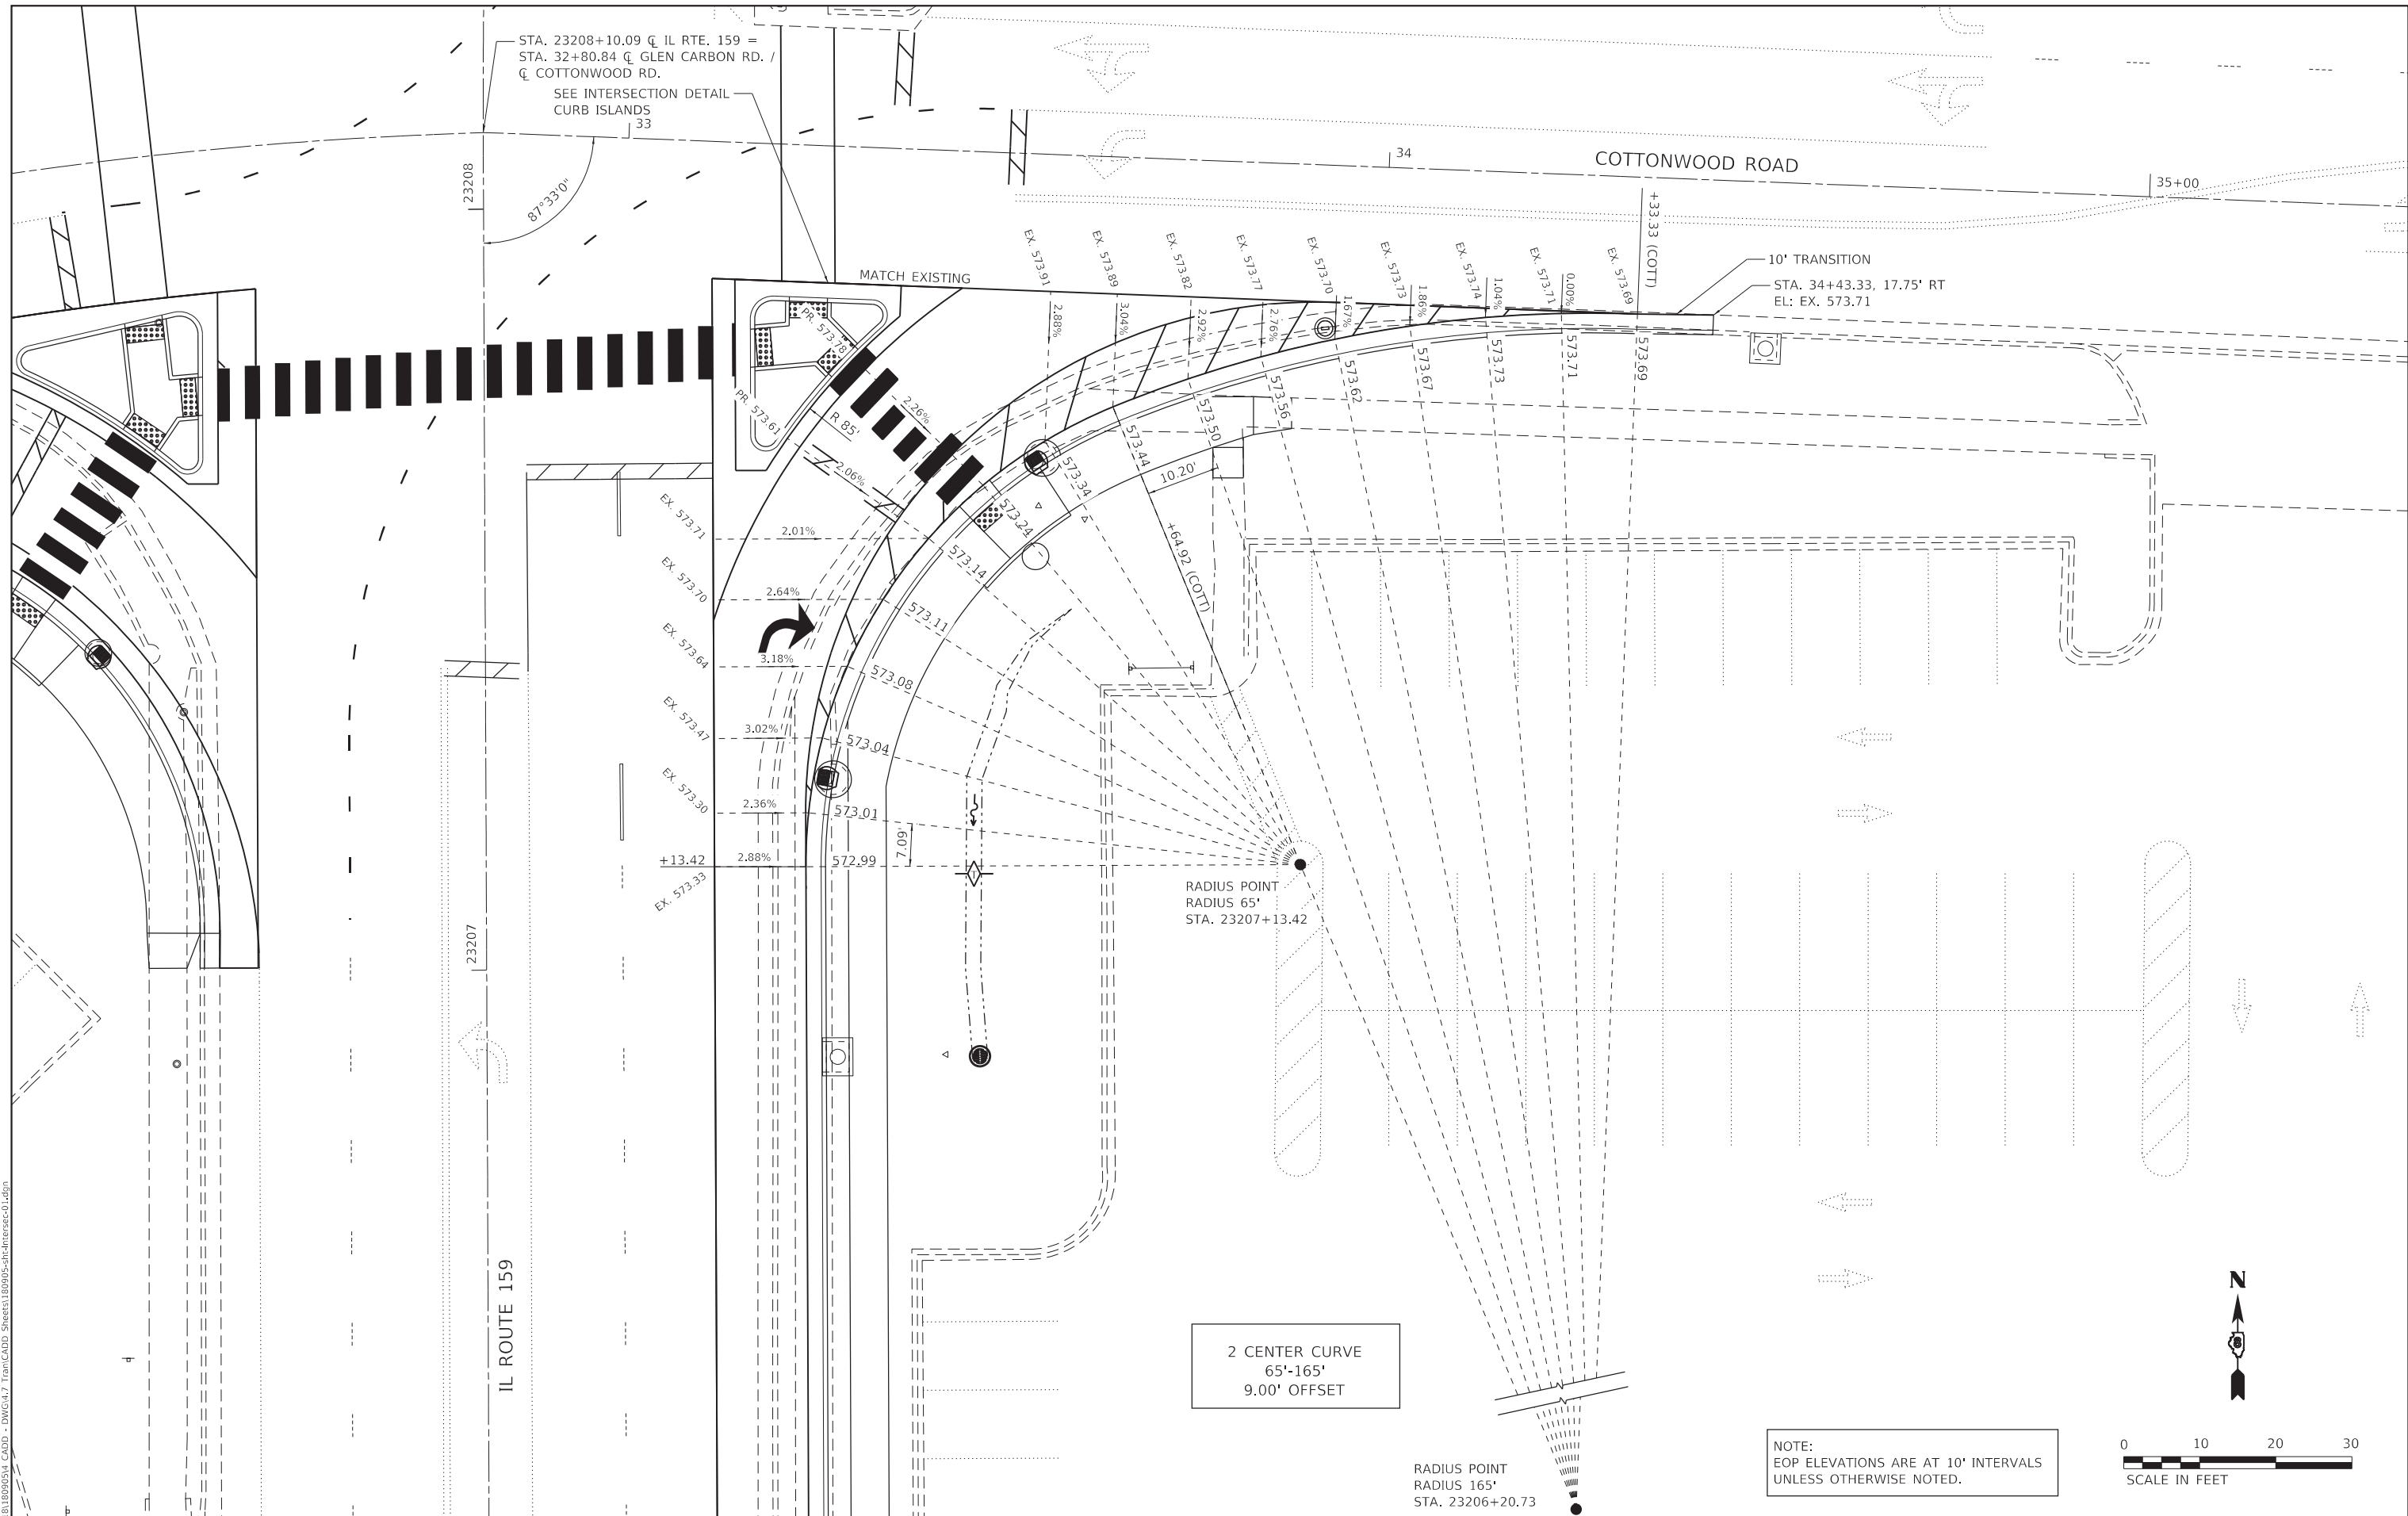 STA. 23208+10.09 ℄ IL RTE. 159 =
STA. 32+80.84 ℄ GLEN CARBON RD. /
℄ COTTONWOOD RD.
SEE INTERSECTION DETAIL
CURB ISLANDS
33
34
COTTONWOOD ROAD
35+00
23208
87°33'0"
+33.33 (COTT)
MATCH EXISTING
EX. 573.91
EX. 573.89
EX. 573.82
EX. 573.77
EX. 573.70
EX. 573.73
EX. 573.74
EX. 573.71
EX. 573.69
10' TRANSITION
STA. 34+43.33, 17.75' RT
EL: EX. 573.71
2.88%
3.04%
2.92%
2.76%
1.67%
1.86%
1.04%
0.00%
PR. 573.78
PR. 573.61
R 85'
2.26%
2.06%
573.34
573.44
573.50
573.56
573.62
573.67
573.73
573.71
573.69
10.20'
+64.92 (COTT)
573.24
EX. 573.71
2.01%
573.14
EX. 573.70
2.64%
573.11
EX. 573.64
3.18%
573.08
EX. 573.47
3.02%
573.04
EX. 573.30
2.36%
573.01
7.09'
+13.42
2.88%
572.99
EX. 573.33
RADIUS POINT
RADIUS 65'
STA. 23207+13.42
23207
IL ROUTE 159
2 CENTER CURVE
65'-165'
9.00' OFFSET
RADIUS POINT
RADIUS 165'
STA. 23206+20.73
NOTE:
EOP ELEVATIONS ARE AT 10' INTERVALS
UNLESS OTHERWISE NOTED.
N
0 10 20 30
SCALE IN FEET